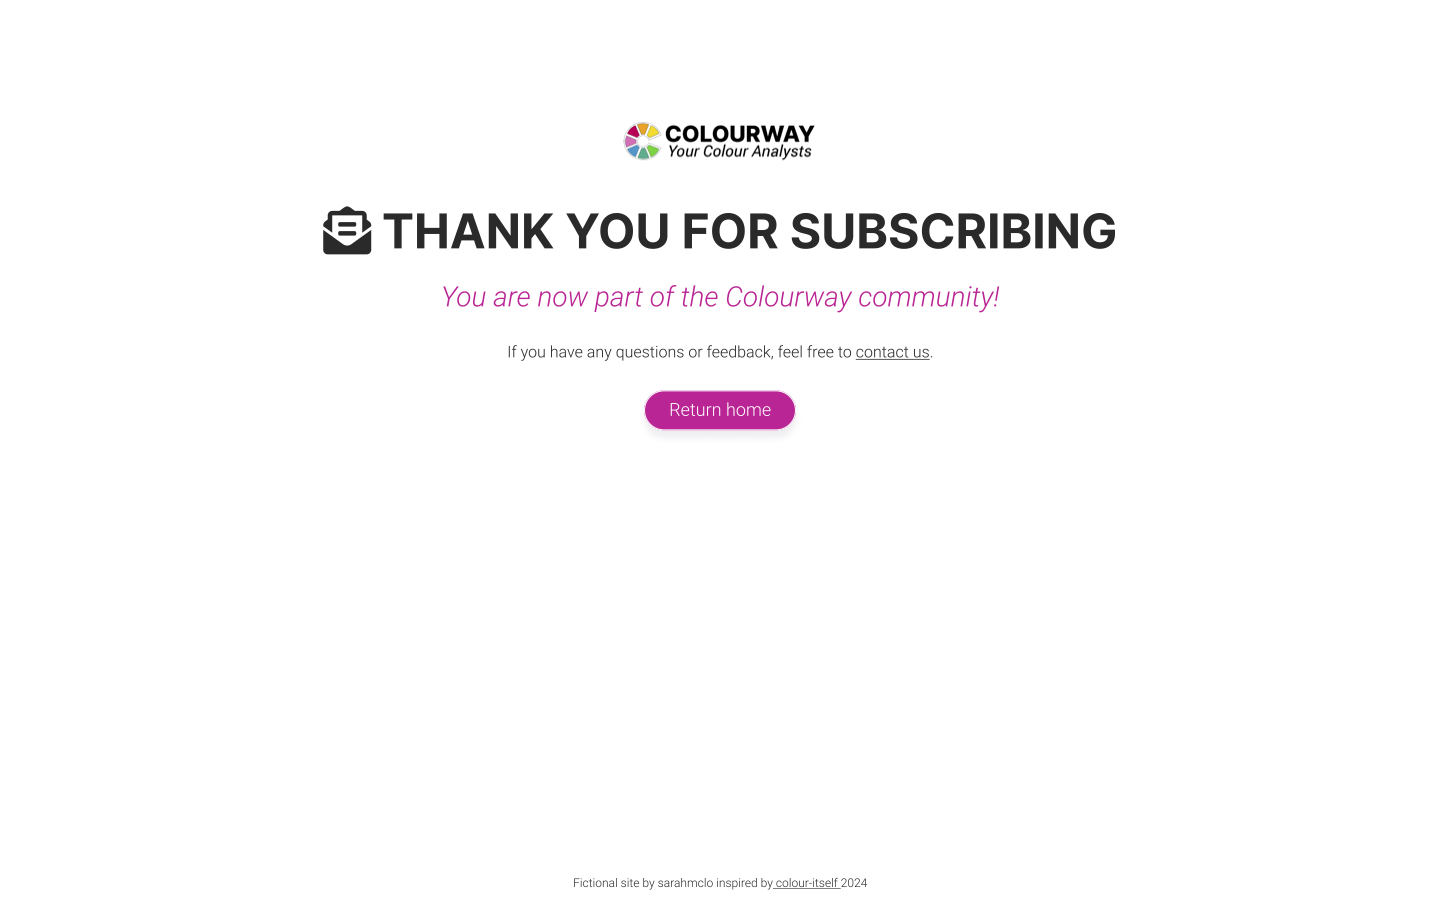 COLOURWAY
Your Colour Analysts
THANK YOU FOR SUBSCRIBING
You are now part of the Colourway community!
If you have any questions or feedback, feel free to contact us.
Return home
Fictional site by sarahmclo inspired by colour-itself 2024